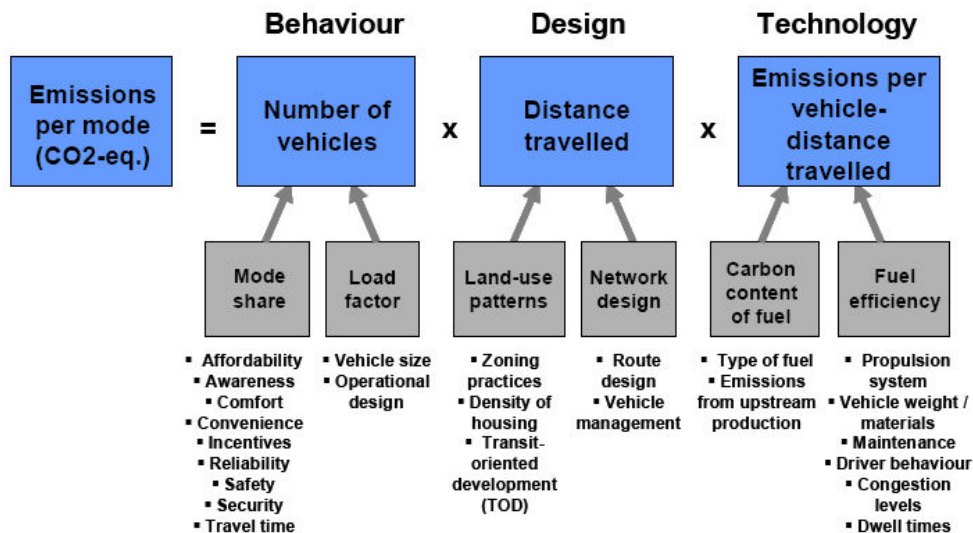 Behaviour
Design
Technology
Emissions
per mode
(CO2-eq.)
=
Number of
vehicles
x
Distance
travelled
x
Emissions per
vehicle-
distance
travelled
Mode
share
Load
factor
Land-use
patterns
Network
design
Carbon
content
of fuel
Fuel
efficiency
▪ Affordability
▪ Awareness
▪ Comfort
▪ Convenience
▪ Incentives
▪ Reliability
▪ Safety
▪ Security
▪ Travel time
▪ Vehicle size
▪ Operational
design
▪ Zoning
practices
▪ Density of
housing
▪ Transit-
oriented
development
(TOD)
▪ Route
design
▪ Vehicle
management
▪ Type of fuel
▪ Emissions
from upstream
production
▪ Propulsion
system
▪ Vehicle weight /
materials
▪ Maintenance
▪ Driver behaviour
▪ Congestion
levels
▪ Dwell times